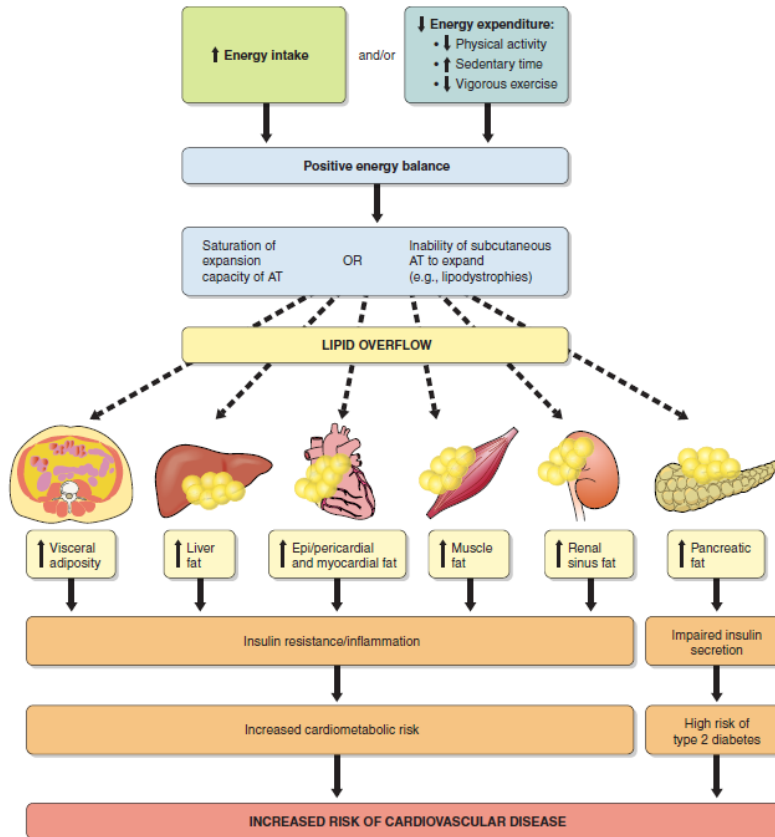 ↑ Energy intake
and/or
↓ Energy expenditure:
• ↓ Physical activity
• ↑ Sedentary time
• ↓ Vigorous exercise
Positive energy balance
Saturation of
expansion
capacity of AT
OR
Inability of subcutaneous
AT to expand
(e.g., lipodystrophies)
LIPID OVERFLOW
↑ Visceral
adiposity
↑ Liver
fat
↑ Epi/pericardial
and myocardial fat
↑ Muscle
fat
↑ Renal
sinus fat
↑ Pancreatic
fat
Insulin resistance/inflammation
Impaired insulin
secretion
Increased cardiometabolic risk
High risk of
type 2 diabetes
INCREASED RISK OF CARDIOVASCULAR DISEASE